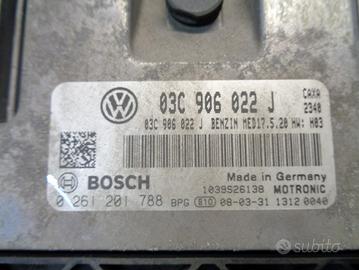 03C 906 022 J
CAXA
2340
03C 906 022 J BENZIN MED17.5.20 HW: H03
Made in Germany
BOSCH
1039S26138 MOTRONIC
0 261 201 788 BPG 810 08-03-31 1312 0040
subito